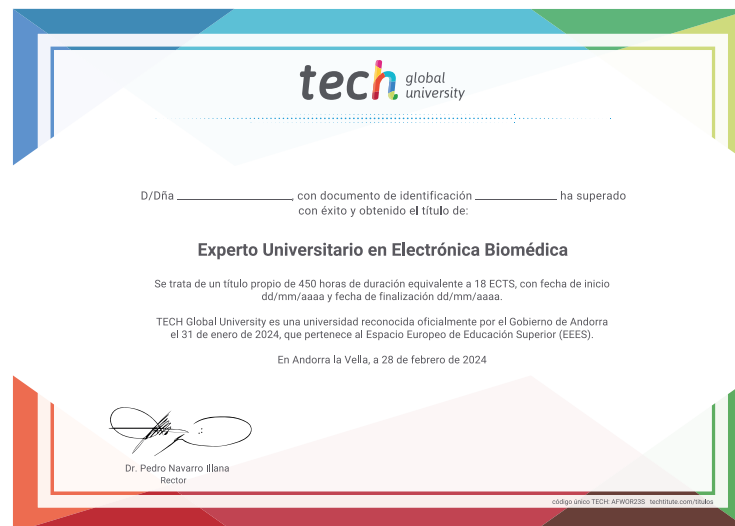 tech global university
D/Dña ____________, con documento de identificación ____________ ha superado
con éxito y obtenido el título de:
Experto Universitario en Electrónica Biomédica
Se trata de un título propio de 450 horas de duración equivalente a 18 ECTS, con fecha de inicio
dd/mm/aaaa y fecha de finalización dd/mm/aaaa.
TECH Global University es una universidad reconocida oficialmente por el Gobierno de Andorra
el 31 de enero de 2024, que pertenece al Espacio Europeo de Educación Superior (EEES).
En Andorra la Vella, a 28 de febrero de 2024
Dr. Pedro Navarro Illana
Rector
código único TECH: AFWOR23S techtitute.com/titulos